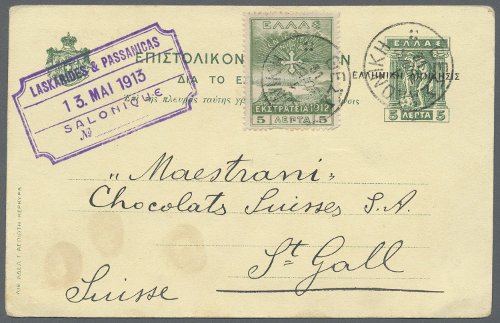 ΕΠΙΣΤΟΛΙΚΟΝ
ΔΙΑ ΤΟ ΕΞ
LASKARIDES & PASSANICAS
13. MAI 1913
SALONIQUE
No
ΕΛΛΑΣ
ΕΚΣΤΡΑΤΕΙΑ 1912
5 ΛΕΠΤΑ 5
ΕΛΛΑΣ
ΕΛΛΗΝΙΚΗ ΔΙΟΙΚΗΣΙΣ
5 ΛΕΠΤΑ 5
„Maestrani"
Chocolats Suisses S.A.
St Gall
Suisse